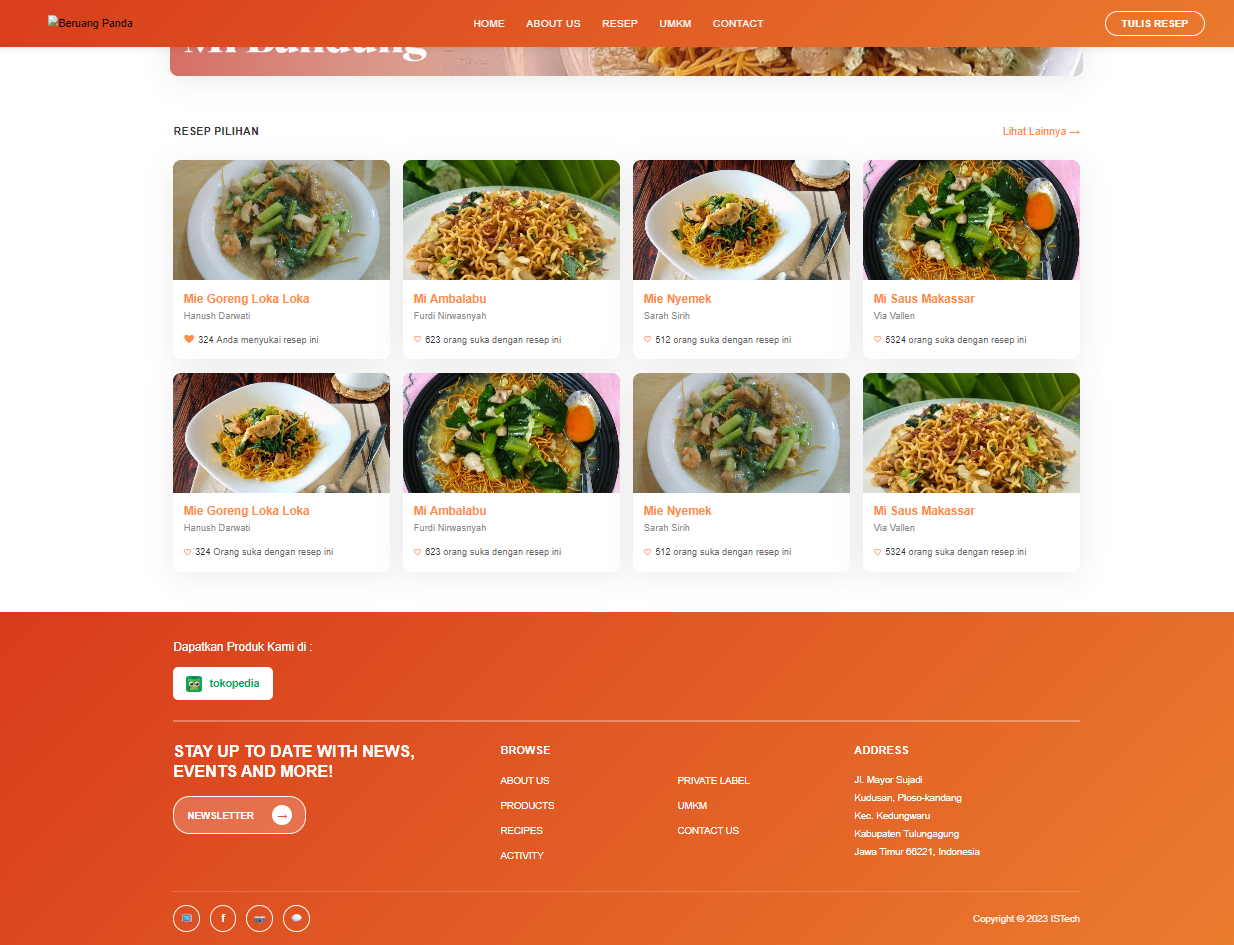 Beruang Panda
HOME
ABOUT US
RESEP
UMKM
CONTACT
TULIS RESEP
Mi Bandung
RESEP PILIHAN
Lihat Lainnya →
Mie Goreng Loka Loka
Hanush Darwati
324 Anda menyukai resep ini
Mi Ambalabu
Furdi Nirwasnyah
623 orang suka dengan resep ini
Mie Nyemek
Sarah Sirih
512 orang suka dengan resep ini
Mi Saus Makassar
Via Vallen
5324 orang suka dengan resep ini
Mie Goreng Loka Loka
Hanush Darwati
324 Orang suka dengan resep ini
Mi Ambalabu
Furdi Nirwasnyah
623 orang suka dengan resep ini
Mie Nyemek
Sarah Sirih
512 orang suka dengan resep ini
Mi Saus Makassar
Via Vallen
5324 orang suka dengan resep ini
Dapatkan Produk Kami di :
tokopedia
STAY UP TO DATE WITH NEWS,
EVENTS AND MORE!
NEWSLETTER →
BROWSE
ABOUT US
PRODUCTS
RECIPES
ACTIVITY
PRIVATE LABEL
UMKM
CONTACT US
ADDRESS
Jl. Mayor Sujadi
Kudusan, Ploso-kandang
Kec. Kedungwaru
Kabupaten Tulungagung
Jawa Timur 66221, Indonesia
f
Copyright © 2023 ISTech